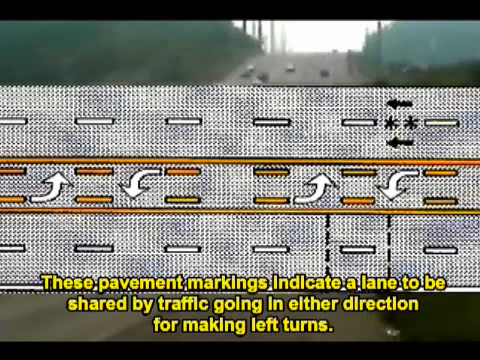 These pavement markings indicate a lane to be
shared by traffic going in either direction
for making left turns.